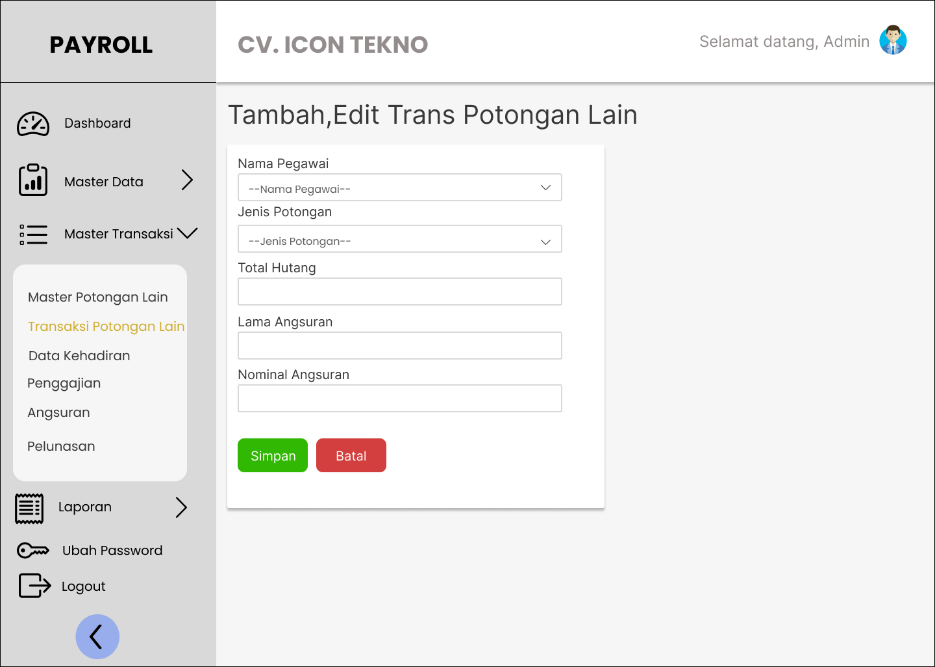 PAYROLL
CV. ICON TEKNO
Selamat datang, Admin
Dashboard
Master Data
Master Transaksi
Master Potongan Lain
Transaksi Potongan Lain
Data Kehadiran
Penggajian
Angsuran
Pelunasan
Laporan
Ubah Password
Logout
Tambah,Edit Trans Potongan Lain
Nama Pegawai
--Nama Pegawai--
Jenis Potongan
--Jenis Potongan--
Total Hutang
Lama Angsuran
Nominal Angsuran
Simpan
Batal